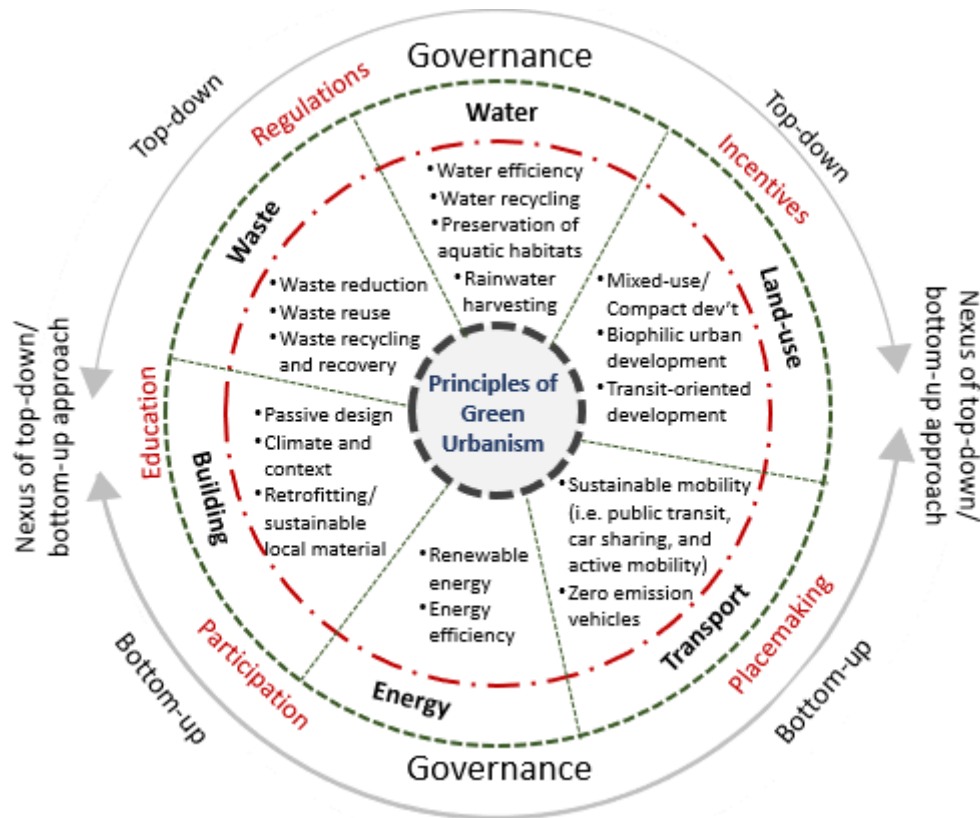 Governance
Top-down
Regulations
Top-down
Incentives
Water
• Water efficiency
• Water recycling
• Preservation of
aquatic habitats
• Rainwater
harvesting
Waste
• Waste reduction
• Waste reuse
• Waste recycling
and recovery
Land-use
• Mixed-use/
Compact dev't
• Biophilic urban
development
• Transit-oriented
development
Principles of
Green
Urbanism
Nexus of top-down/
bottom-up approach
Nexus of top-down/
bottom-up approach
Education
Building
• Passive design
• Climate and
context
• Retrofitting/
sustainable
local material
• Sustainable mobility
(i.e. public transit,
car sharing, and
active mobility)
• Zero emission
vehicles
Transport
• Renewable
energy
• Energy
efficiency
Energy
Participation
Placemaking
Bottom-up
Bottom-up
Governance